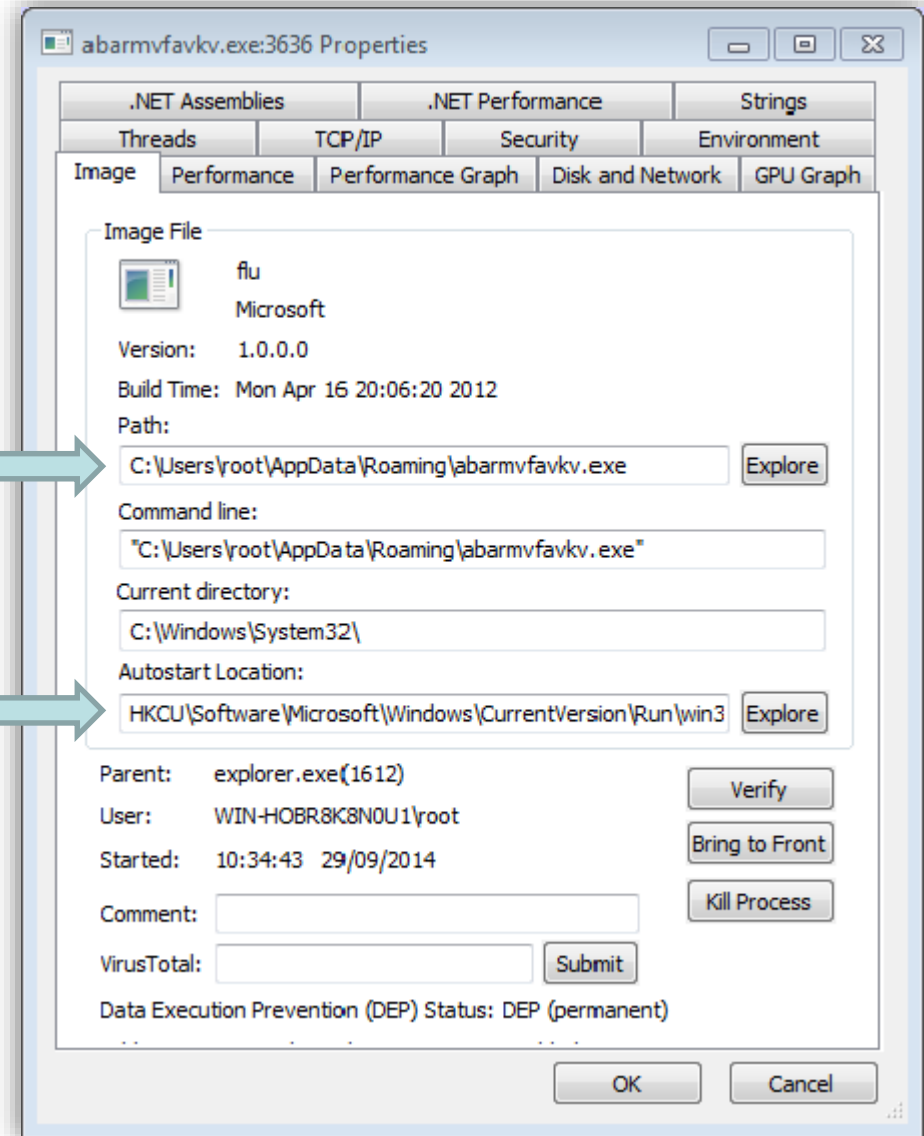 abarmvfavkv.exe:3636 Properties
.NET Assemblies .NET Performance Strings
Threads TCP/IP Security Environment
Image Performance Performance Graph Disk and Network GPU Graph
Image File
flu
Microsoft
Version: 1.0.0.0
Build Time: Mon Apr 16 20:06:20 2012
Path:
C:\Users\root\AppData\Roaming\abarmvfavkv.exe Explore
Command line:
"C:\Users\root\AppData\Roaming\abarmvfavkv.exe"
Current directory:
C:\Windows\System32\
Autostart Location:
HKCU\Software\Microsoft\Windows\CurrentVersion\Run\win3 Explore
Parent: explorer.exe(1612)
Verify
User: WIN-HOBR8K8N0U1\root
Bring to Front
Started: 10:34:43 29/09/2014
Kill Process
Comment:
VirusTotal: Submit
Data Execution Prevention (DEP) Status: DEP (permanent)
OK Cancel